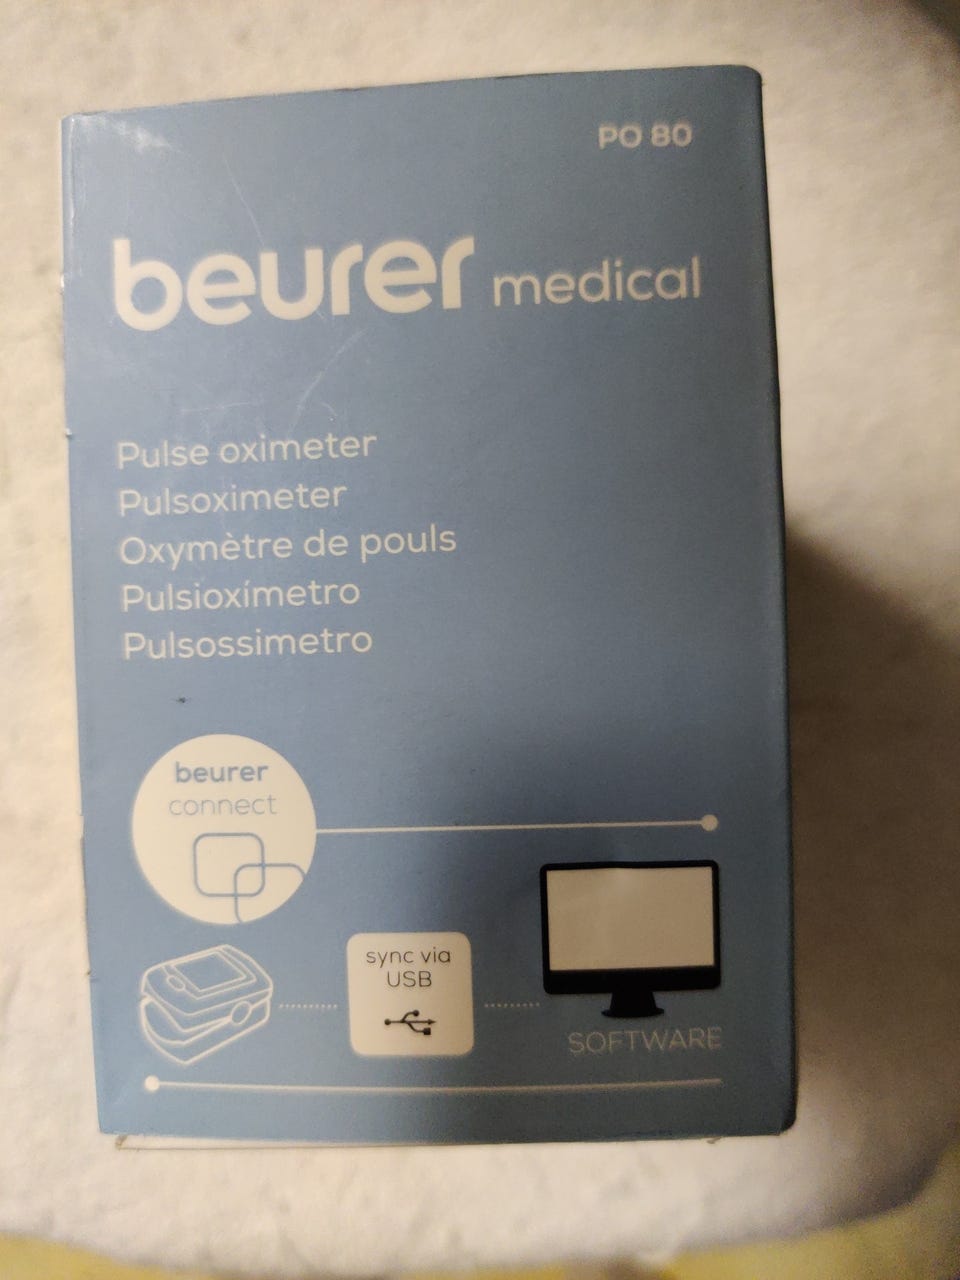 PO 80
beurer medical
Pulse oximeter
Pulsoximeter
Oxymètre de pouls
Pulsioxímetro
Pulsossimetro
beurer
connect
sync via
USB
SOFTWARE